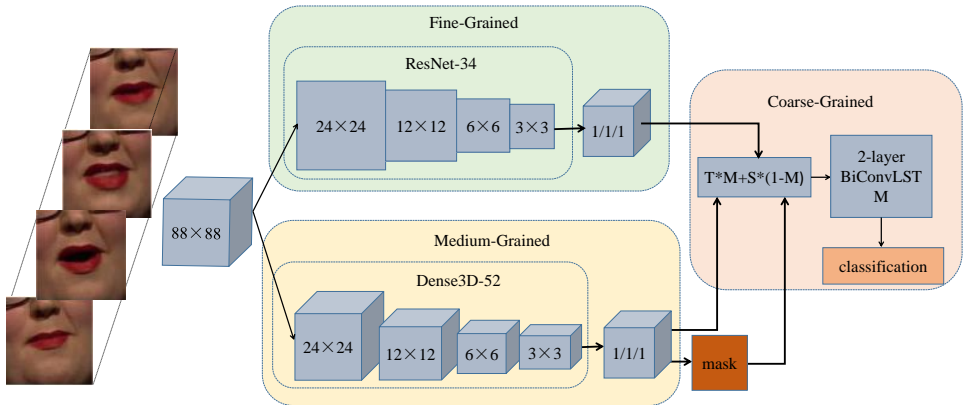 Fine-Grained
ResNet-34
24×24
12×12
6×6
3×3
1/1/1
Coarse-Grained
T*M+S*(1-M)
2-layer
BiConvLST
M
classification
88×88
Medium-Grained
Dense3D-52
24×24
12×12
6×6
3×3
1/1/1
mask